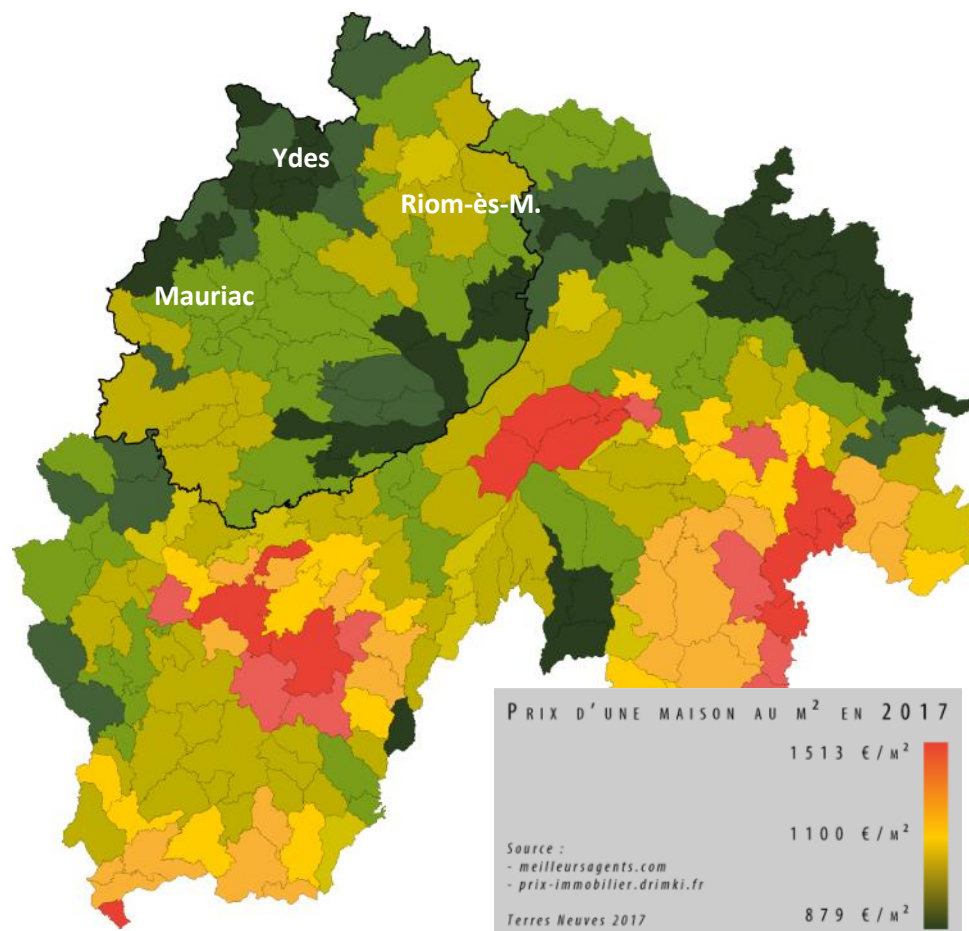 Ydes
Riom-ès-M.
Mauriac
PRIX D'UNE MAISON AU M² EN 2017
1513 €/M²
1100 €/M²
Source :
- meilleursagents.com
- prix-immobilier.drimki.fr
Terres Neuves 2017
879 €/M²